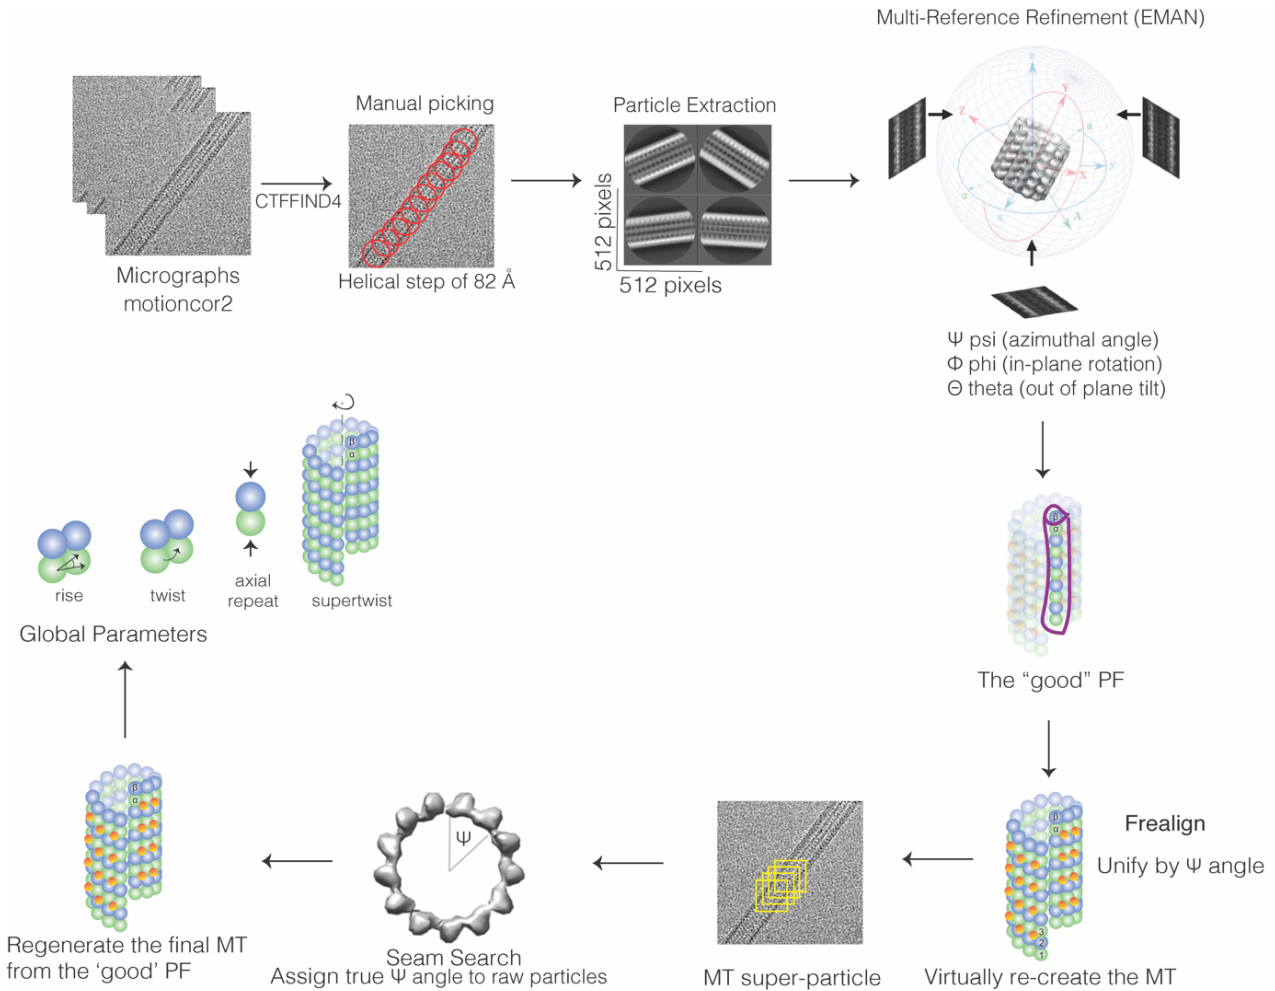 Multi-Reference Refinement (EMAN)
Micrographs
motioncor2
CTFFIND4
Manual picking
Helical step of 82 Å
Particle Extraction
512 pixels
512 pixels
z
Y
Z
a
y
X
a
x
A
Ψ psi (azimuthal angle)
Φ phi (in-plane rotation)
Θ theta (out of plane tilt)
β
α
The “good” PF
β
α
3
2
1
Frealign
Unify by Ψ angle
Virtually re-create the MT
MT super-particle
Ψ
Seam Search
Assign true Ψ angle to raw particles
β
α
Regenerate the final MT
from the ‘good’ PF
rise
twist
axial
repeat
β
α
supertwist
Global Parameters